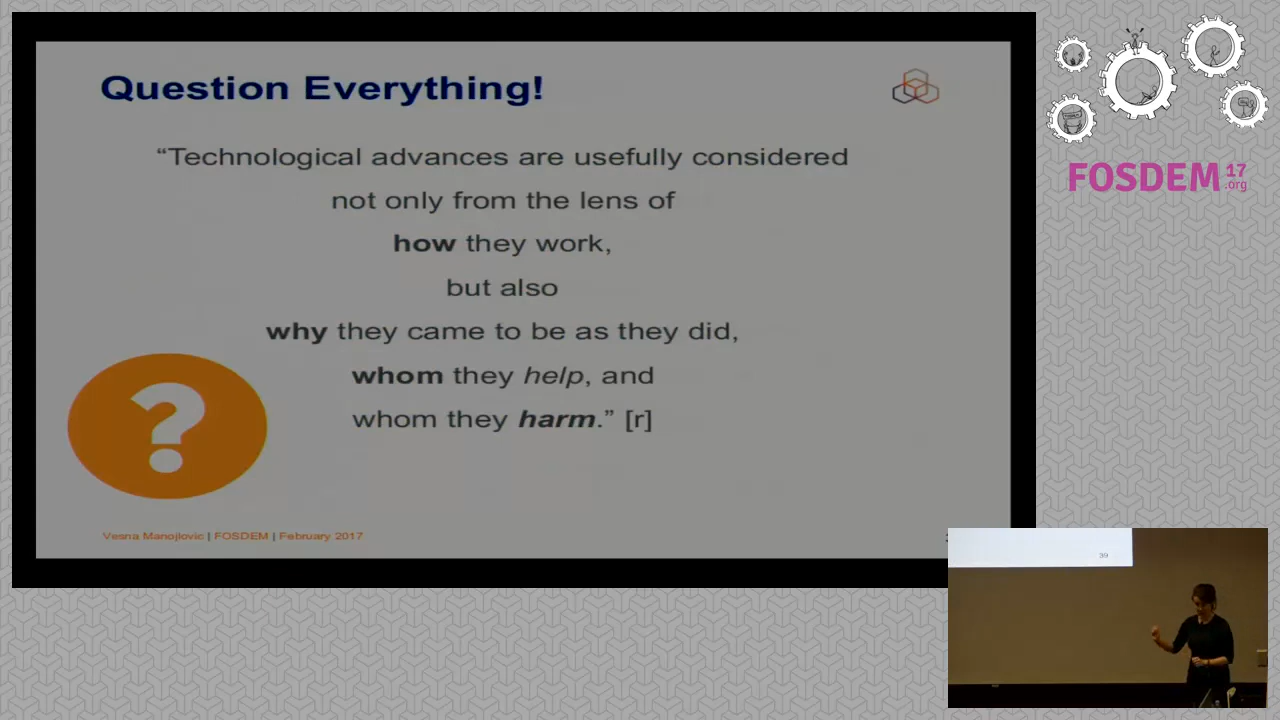 Question Everything!
“Technological advances are usefully considered
not only from the lens of
how they work,
but also
why they came to be as they did,
whom they help, and
whom they harm.” [r]
?
Vesna Manojlovic | FOSDEM | February 2017
FOSDEM 17
.org
39